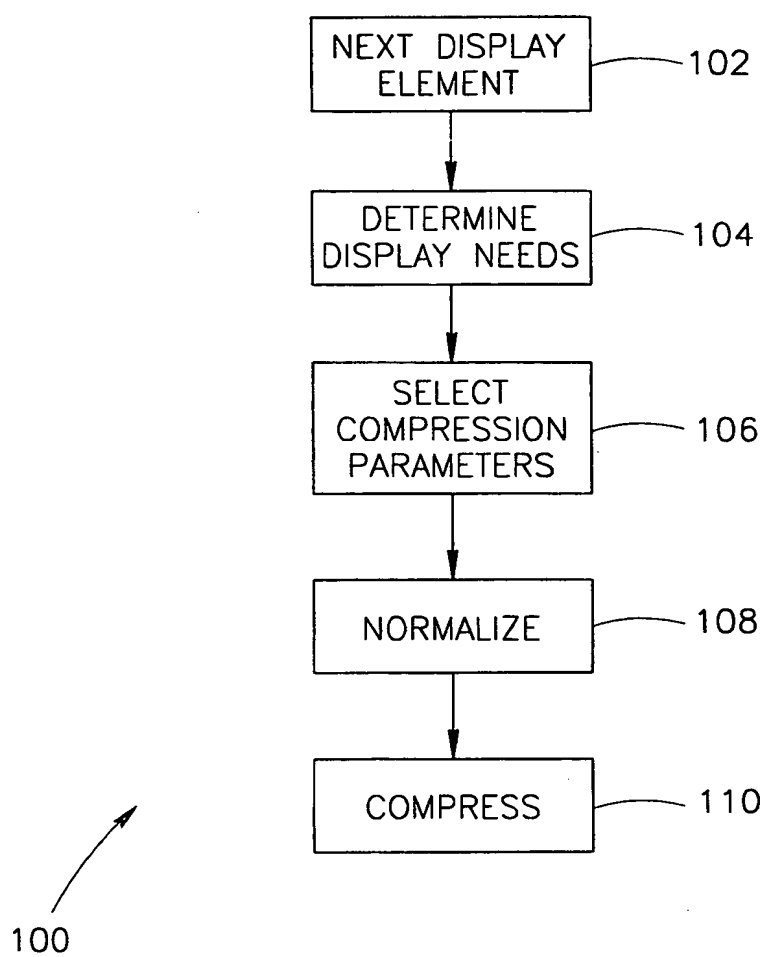 NEXT DISPLAY
ELEMENT
102
DETERMINE
DISPLAY NEEDS
104
SELECT
COMPRESSION
PARAMETERS
106
NORMALIZE
108
COMPRESS
110
100